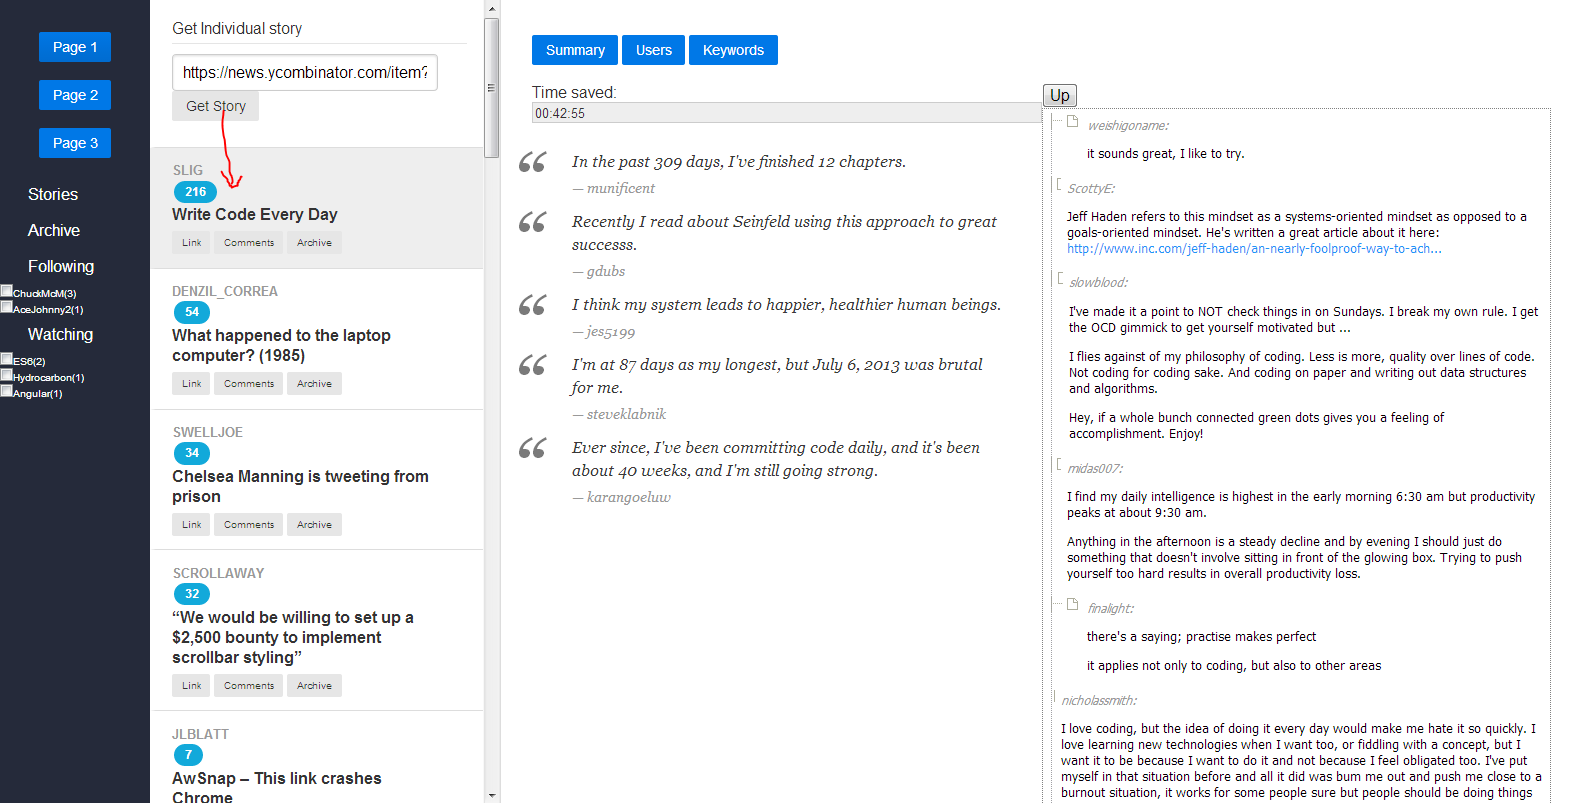 Page 1
Page 2
Page 3
Stories
Archive
Following
ChuckMcM(3)
AceJohnny2(1)
Watching
ES6(2)
Hydrocarbon(1)
Angular(1)
Get Individual story
https://news.ycombinator.com/item?
Get Story
SLIG
216
Write Code Every Day
Link Comments Archive
DENZIL_CORREA
54
What happened to the laptop
computer? (1985)
Link Comments Archive
SWELLJOE
34
Chelsea Manning is tweeting from
prison
Link Comments Archive
SCROLLAWAY
32
“We would be willing to set up a
$2,500 bounty to implement
scrollbar styling”
Link Comments Archive
JLBLATT
7
AwSnap – This link crashes
Chrome
Summary Users Keywords
Time saved:
00:42:55
In the past 309 days, I've finished 12 chapters.
— munificent
Recently I read about Seinfeld using this approach to great
successs.
— gdubs
I think my system leads to happier, healthier human beings.
— jes5199
I'm at 87 days as my longest, but July 6, 2013 was brutal
for me.
— steveklabnik
Ever since, I've been committing code daily, and it's been
about 40 weeks, and I'm still going strong.
— karangoeluw
Up
weishigoname:
it sounds great, I like to try.
ScottyE:
Jeff Haden refers to this mindset as a systems-oriented mindset as opposed to a
goals-oriented mindset. He's written a great article about it here:
http://www.inc.com/jeff-haden/an-nearly-foolproof-way-to-ach...
slowblood:
I've made it a point to NOT check things in on Sundays. I break my own rule. I get
the OCD gimmick to get yourself motivated but ...
I flies against of my philosophy of coding. Less is more, quality over lines of code.
Not coding for coding sake. And coding on paper and writing out data structures
and algorithms.
Hey, if a whole bunch connected green dots gives you a feeling of
accomplishment. Enjoy!
midas007:
I find my daily intelligence is highest in the early morning 6:30 am but productivity
peaks at about 9:30 am.
Anything in the afternoon is a steady decline and by evening I should just do
something that doesn't involve sitting in front of the glowing box. Trying to push
yourself too hard results in overall productivity loss.
finalight:
there's a saying; practise makes perfect
it applies not only to coding, but also to other areas
nicholassmith:
I love coding, but the idea of doing it every day would make me hate it so quickly. I
love learning new technologies when I want too, or fiddling with a concept, but I
want it to be because I want to do it and not because I feel obligated too. I've put
myself in that situation before and all it did was bum me out and push me close to a
burnout situation, it works for some people sure but people should be doing things